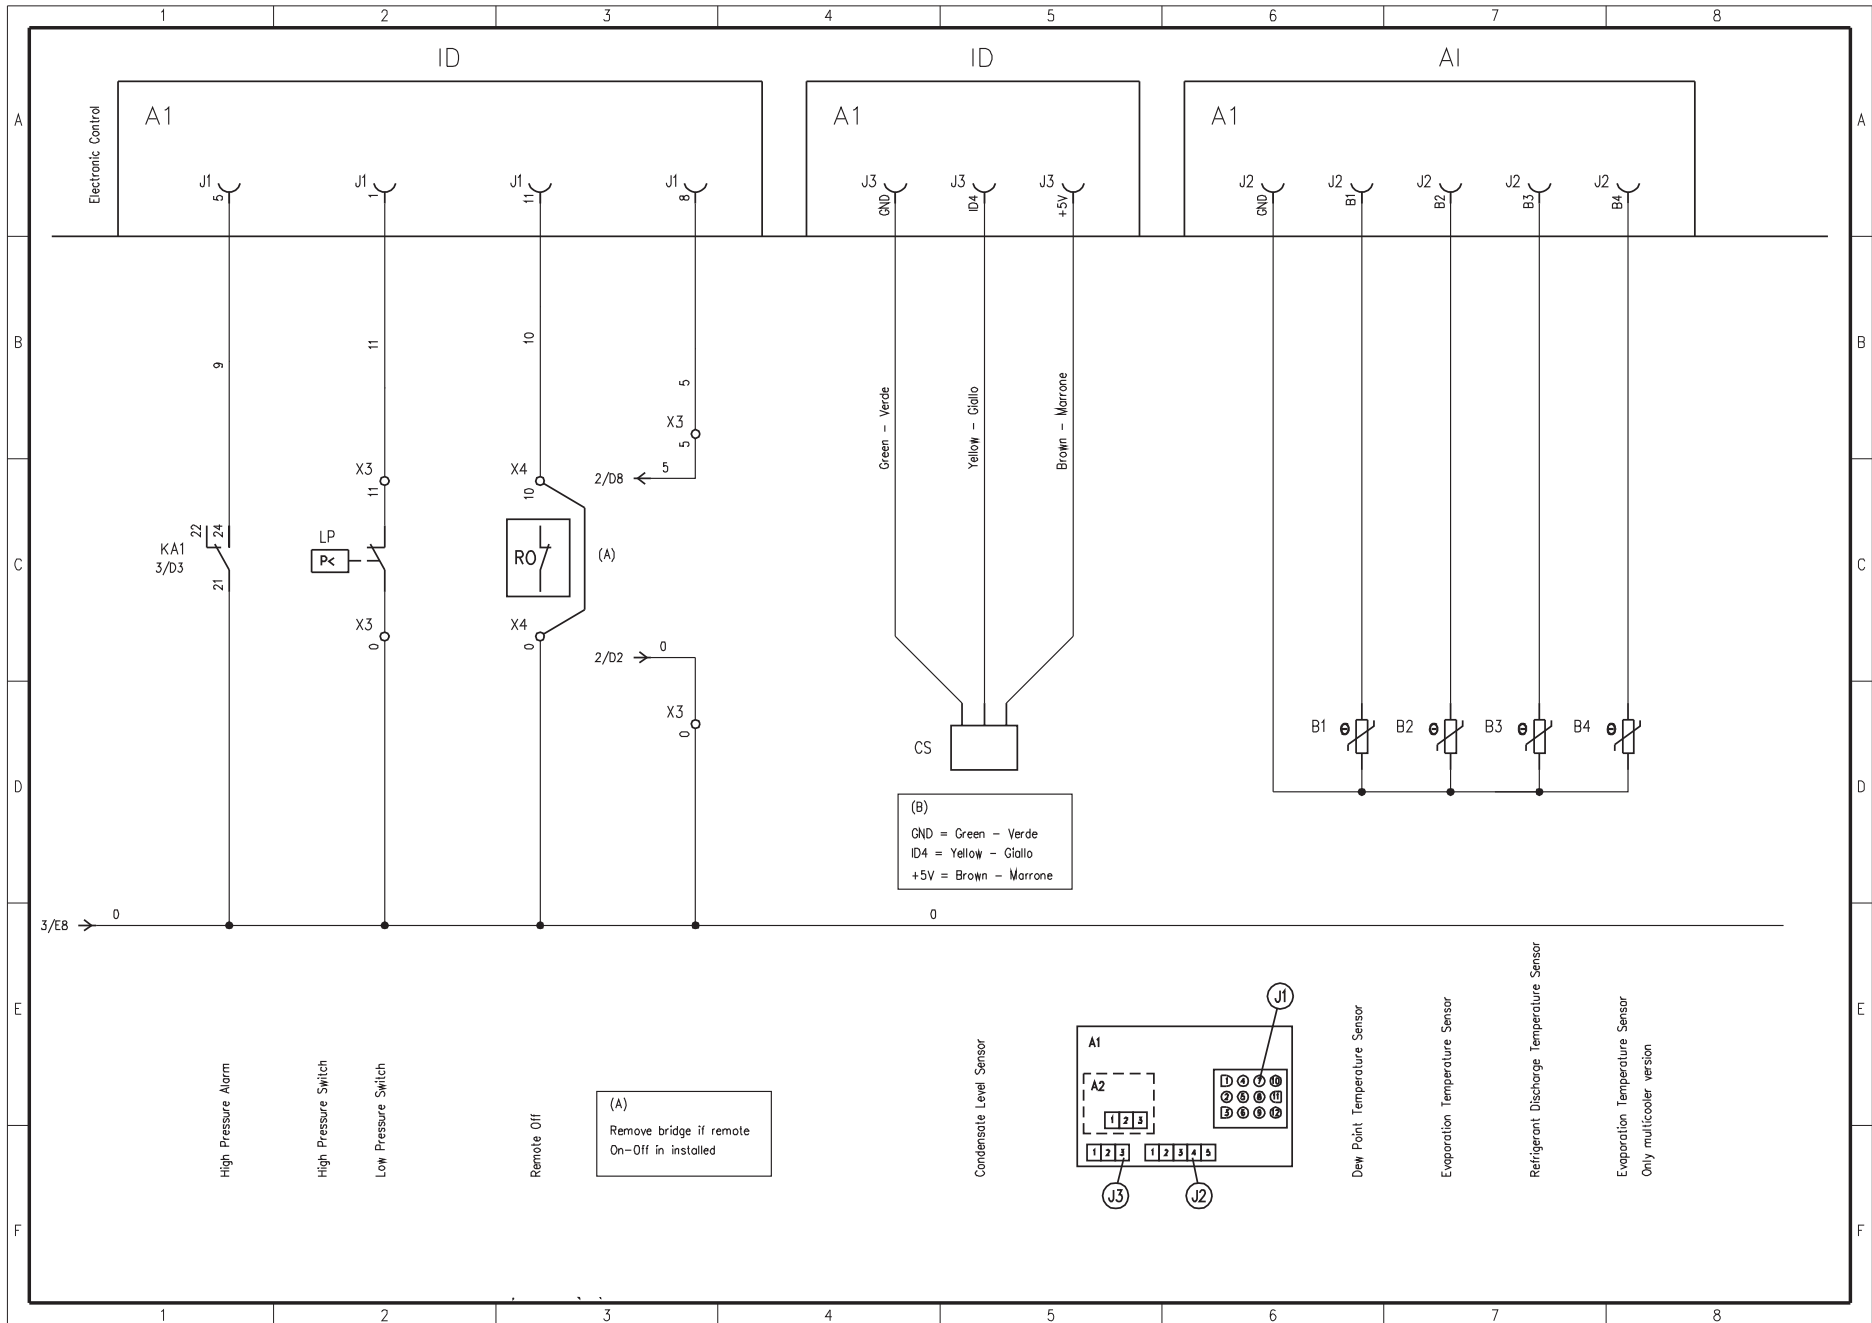 1 2 3 4 5 6 7 8
ID ID AI
A A
Electronic Control
A1 A1 A1
J1 J1 J1 J1 J3 J3 J3 J2 J2 J2 J2 J2
5 1 11 8 GND ID4 +5V GND B1 B2 B3 B4
B B
9 11 10 5
Green - Verde
Yellow - Giallo
Brown - Marrone
X3
5
X3 X4
11 10
2/D8 5
C C
22 24
KA1
3/D3
21
LP
P<
RO
(A)
X3 X4
0 0
2/D2 0
X3
0
CS
B1 Θ B2 Θ B3 Θ B4 Θ
D D
(B)
GND = Green - Verde
ID4 = Yellow - Giallo
+5V = Brown - Marrone
3/E8 0 0
E E
High Pressure Alarm
High Pressure Switch
Low Pressure Switch
Remote Off
(A)
Remove bridge if remote
On-Off in installed
Condensate Level Sensor
J1
A1
A2
1 2 3
1 4 7 10
2 5 8 11
3 6 9 12
1 2 3 1 2 3 4 5
J3 J2
Dew Point Temperature Sensor
Evaporation Temperature Sensor
Refrigerant Discharge Temperature Sensor
Evaporation Temperature Sensor
Only multicooler version
F F
1 2 3 4 5 6 7 8